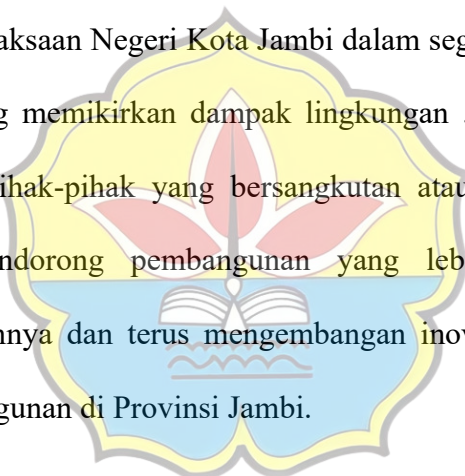 aksaan Negeri Kota Jambi dalam seg
g memikirkan dampak lingkungan
ihak-pihak yang bersangkutan atau
ndorong pembangunan yang leb
nnya dan terus mengembangan inov
gunan di Provinsi Jambi.